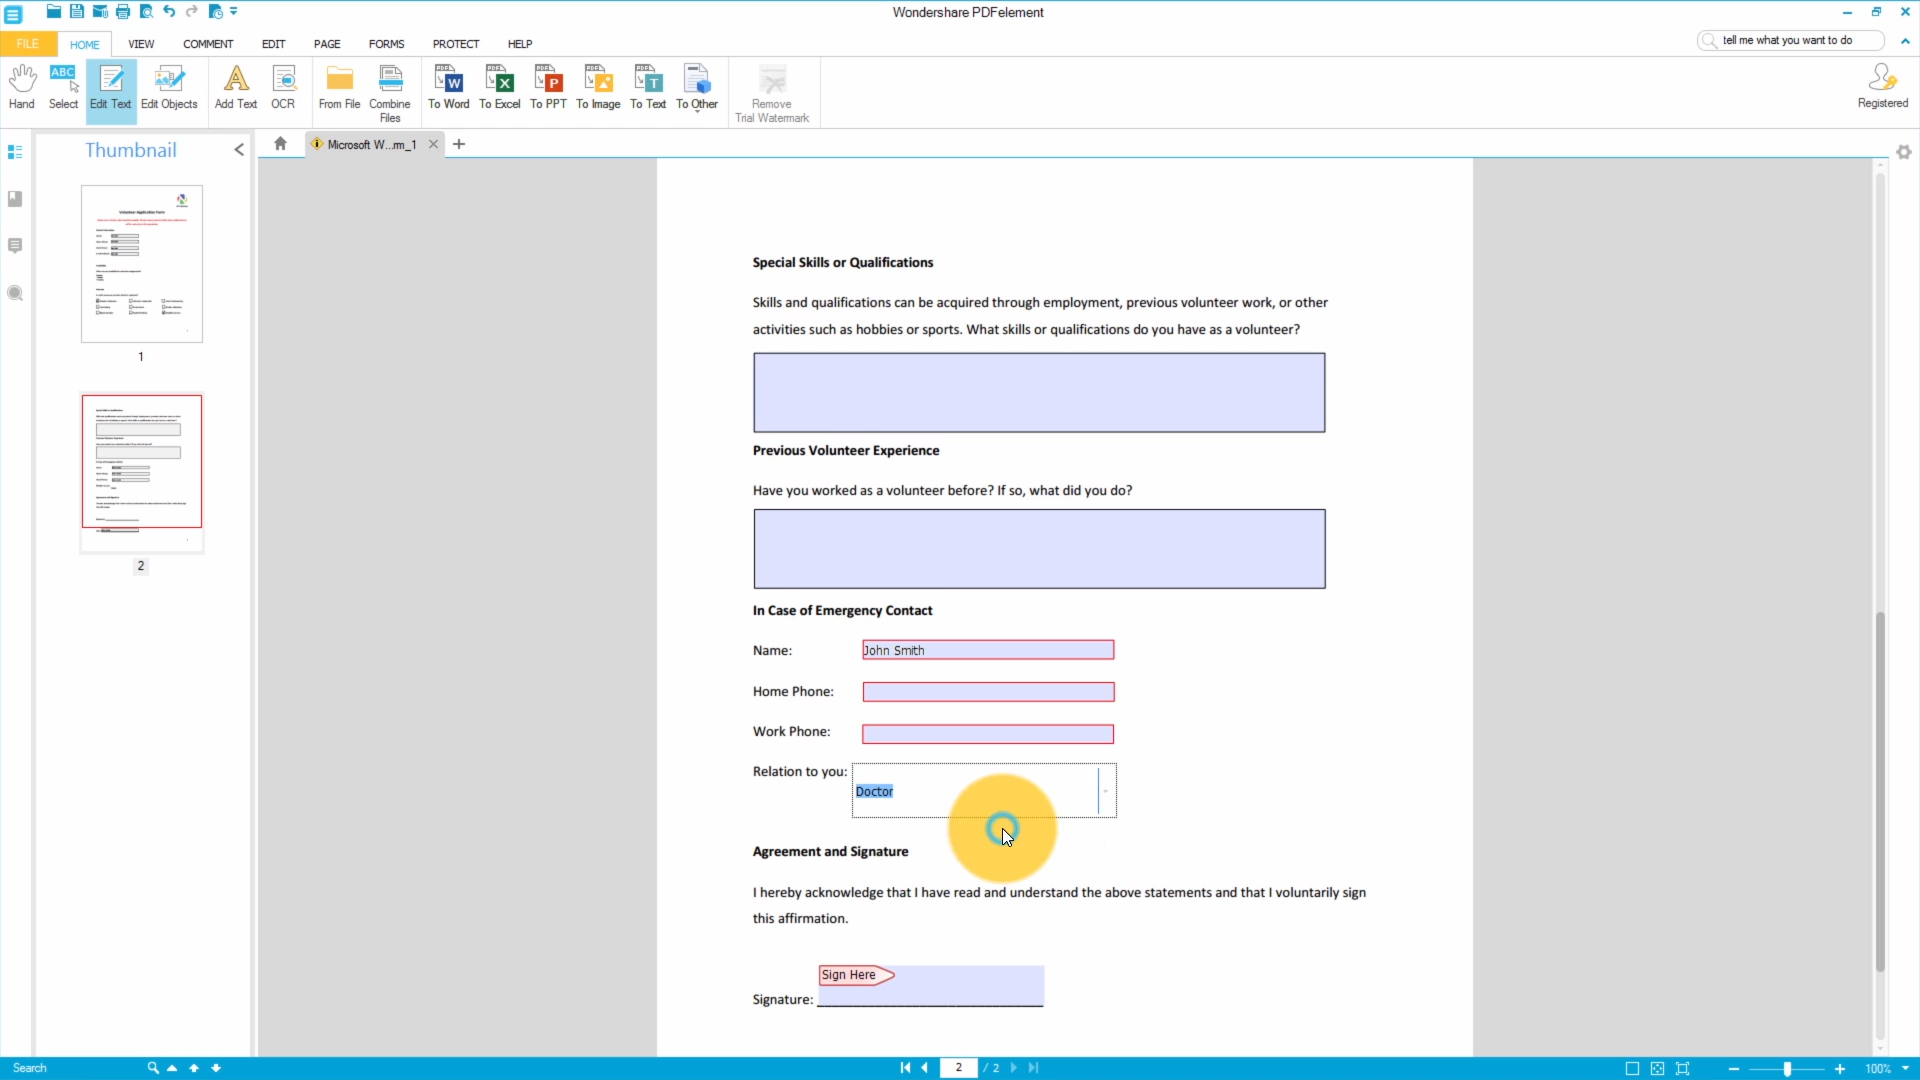 Wondershare PDFelement
FILE HOME VIEW COMMENT EDIT PAGE FORMS PROTECT HELP
tell me what you want to do
Hand Select Edit Text Edit Objects Add Text OCR From File Combine Files To Word To Excel To PPT To Image To Text To Other Remove Trial Watermark Registered
Thumbnail
Microsoft W...rm_1
Volunteer Application Form
1
2
Special Skills or Qualifications
Skills and qualifications can be acquired through employment, previous volunteer work, or other
activities such as hobbies or sports. What skills or qualifications do you have as a volunteer?
Previous Volunteer Experience
Have you worked as a volunteer before? If so, what did you do?
In Case of Emergency Contact
Name: John Smith
Home Phone:
Work Phone:
Relation to you:
Doctor
Agreement and Signature
I hereby acknowledge that I have read and understand the above statements and that I voluntarily sign
this affirmation.
Sign Here
Signature:
Search
2 / 2
100%